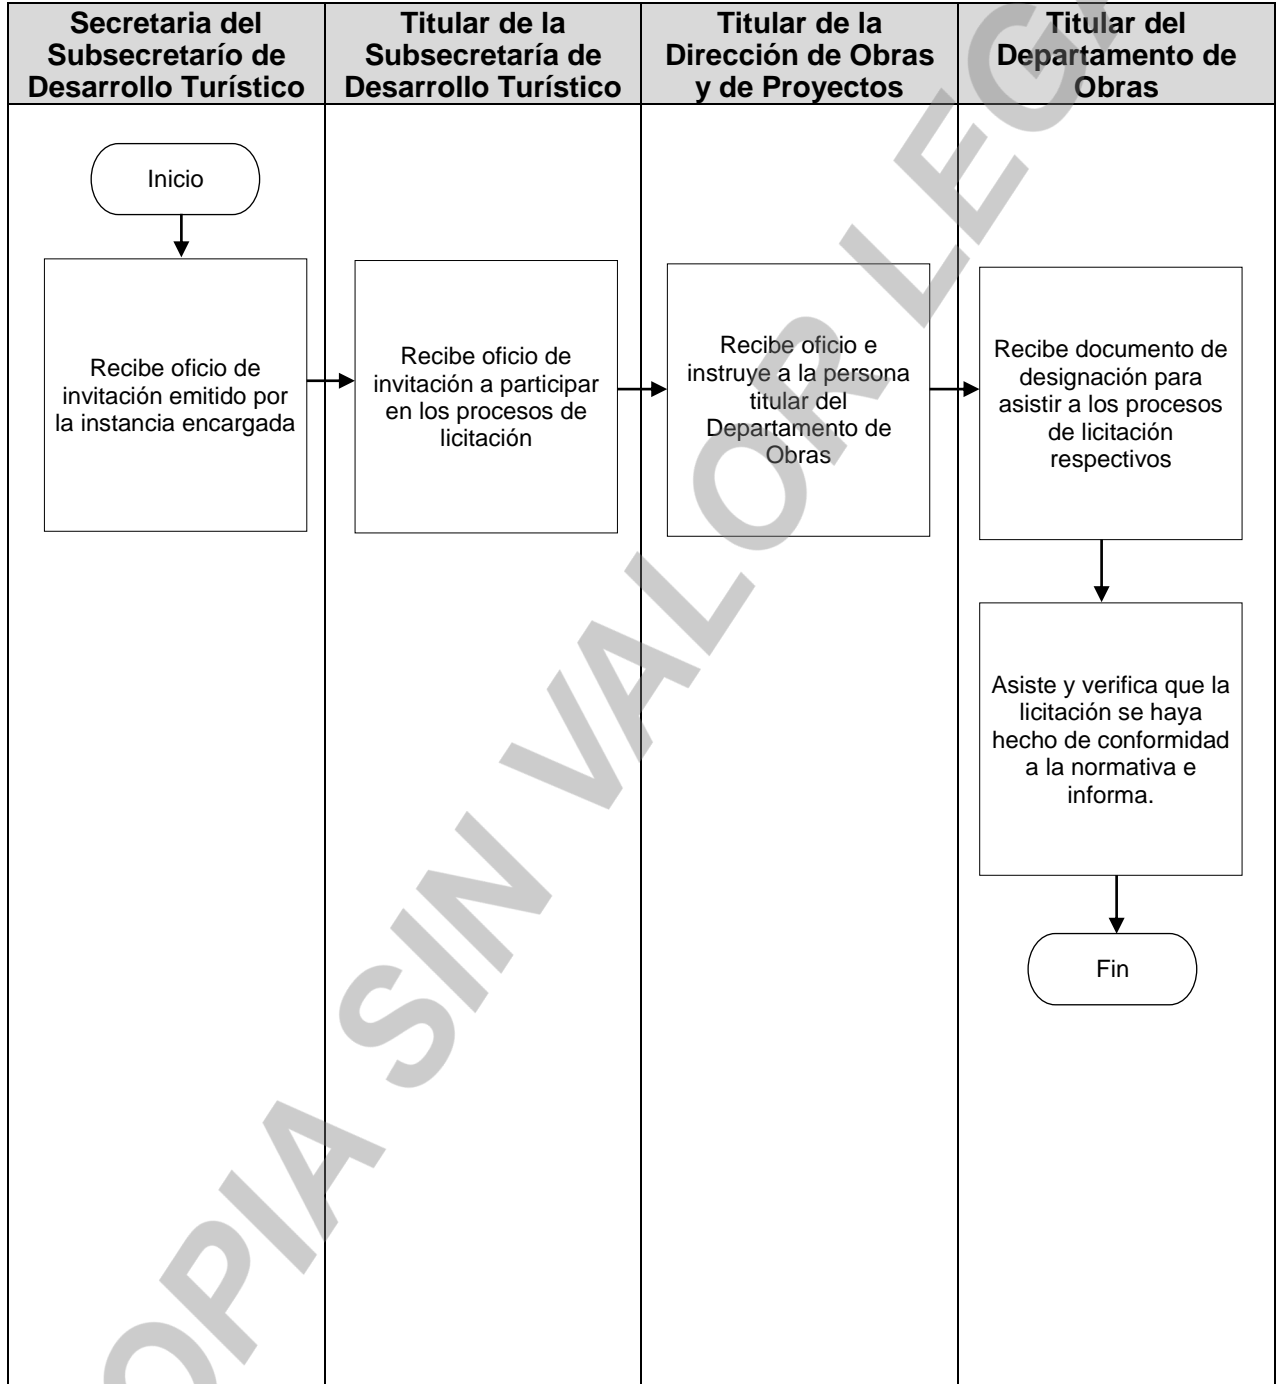 Secretaria del
Subsecretarío de
Desarrollo Turístico
Titular de la
Subsecretaría de
Desarrollo Turístico
Titular de la
Dirección de Obras
y de Proyectos
Titular del
Departamento de
Obras
Inicio
Recibe oficio de
invitación emitido por
la instancia encargada
Recibe oficio de
invitación a participar
en los procesos de
licitación
Recibe oficio e
instruye a la persona
titular del
Departamento de
Obras
Recibe documento de
designación para
asistir a los procesos
de licitación
respectivos
Asiste y verifica que la
licitación se haya
hecho de conformidad
a la normativa e
informa.
Fin
OPIA SIN VALOR LEGA